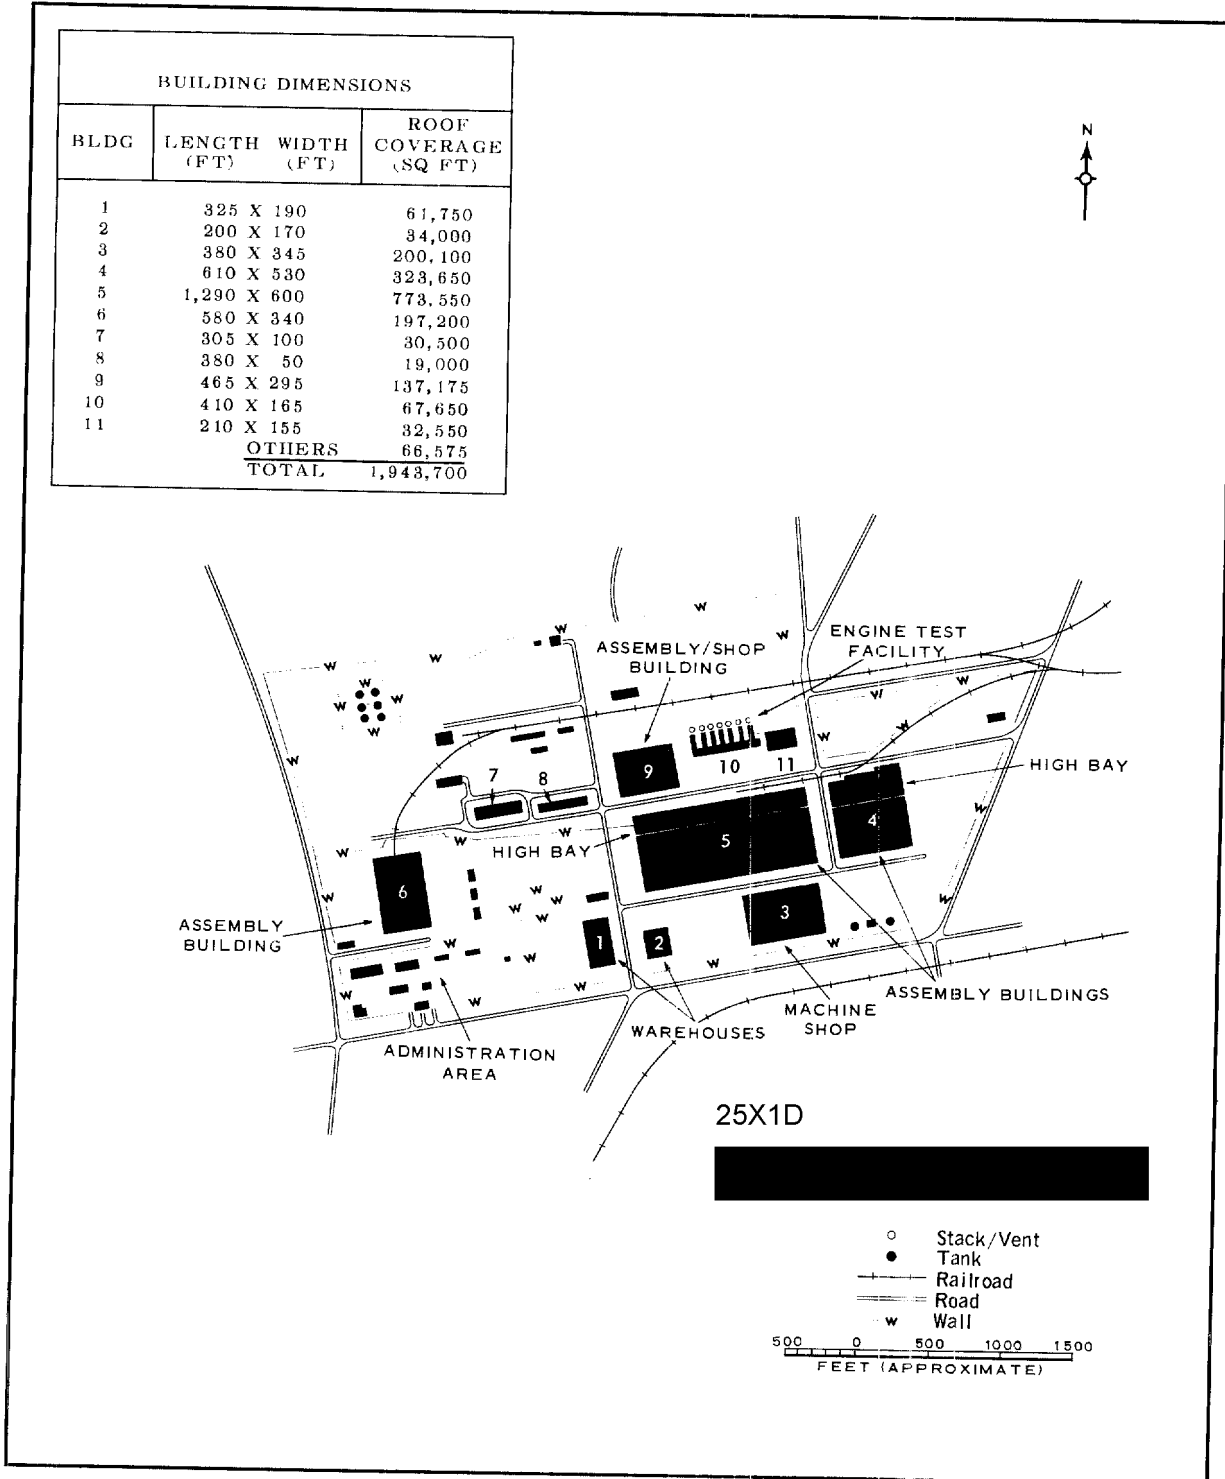 BUILDING DIMENSIONS
BLDG LENGTH (FT) WIDTH (FT) ROOF COVERAGE (SQ FT)
1 325 X 190 61,750
2 200 X 170 34,000
3 380 X 345 200,100
4 610 X 530 323,650
5 1,290 X 600 773,550
6 580 X 340 197,200
7 305 X 100 30,500
8 380 X 50 19,000
9 465 X 295 137,175
10 410 X 165 67,650
11 210 X 155 32,550
OTHERS 66,575
TOTAL 1,943,700
N
W
W
W
W
W
ENGINE TEST
FACILITY
ASSEMBLY/SHOP
BUILDING
W
W
W
W
W
W
W
W
W
W
9
10
11
HIGH BAY
7
8
W
W
W
W
HIGH BAY
5
4
6
W
W
W
W
W
W
W
3
ASSEMBLY
BUILDING
1
2
W
W
W
W
W
W
W
W
ASSEMBLY BUILDINGS
MACHINE
SHOP
WAREHOUSES
ADMINISTRATION
AREA
25X1D
Stack/Vent
Tank
Railroad
Road
W Wall
500 0 500 1000 1500
FEET (APPROXIMATE)